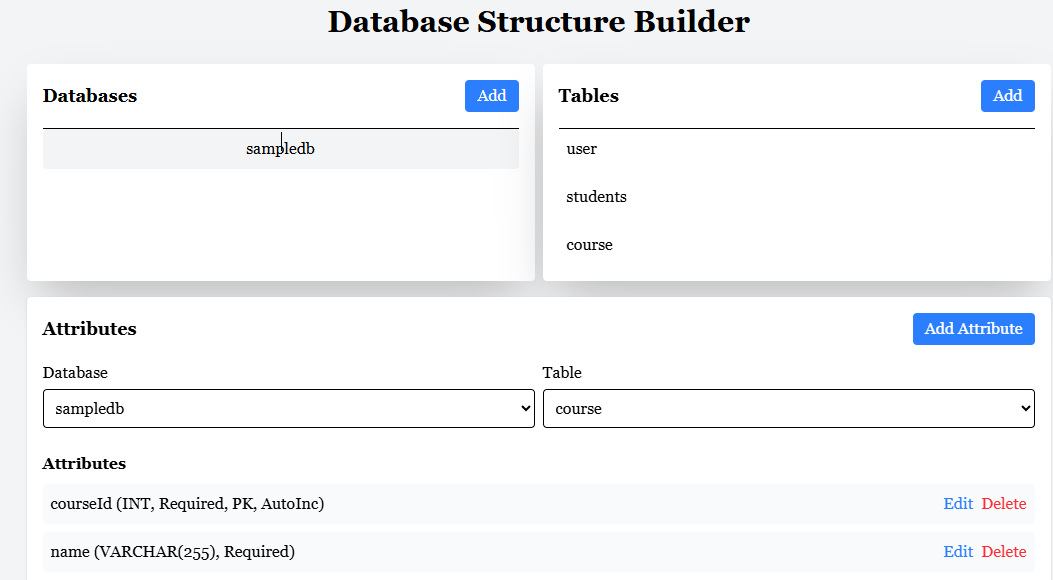 Database Structure Builder
Databases
Add
sampledb
Tables
Add
user
students
course
Attributes
Add Attribute
Database
Table
sampledb
course
Attributes
courseId (INT, Required, PK, AutoInc)
Edit Delete
name (VARCHAR(255), Required)
Edit Delete